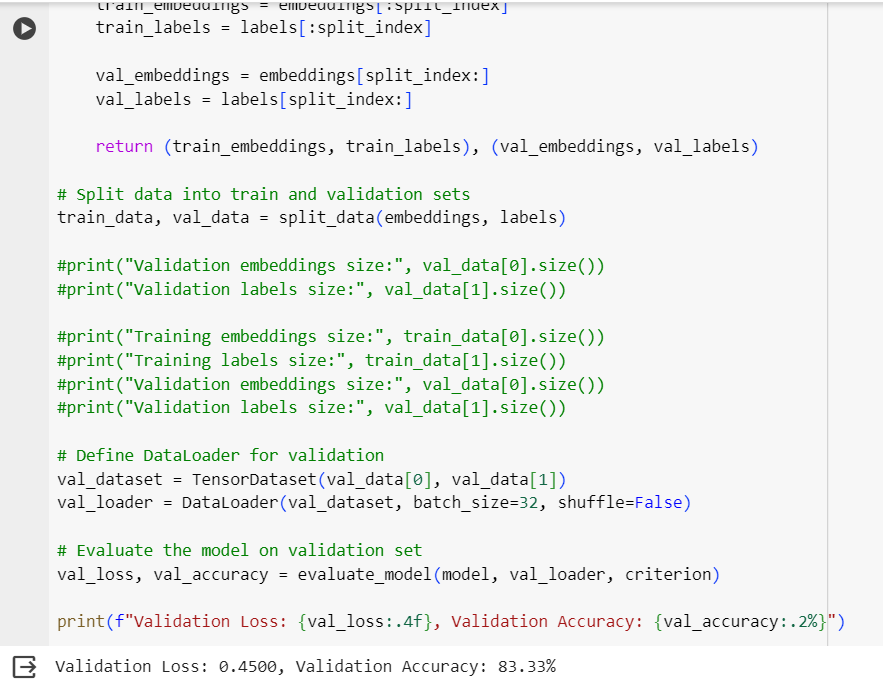 train_embeddings = embeddings[:split_index]
train_labels = labels[:split_index]
val_embeddings = embeddings[split_index:]
val_labels = labels[split_index:]
return (train_embeddings, train_labels), (val_embeddings, val_labels)
# Split data into train and validation sets
train_data, val_data = split_data(embeddings, labels)
#print("Validation embeddings size:", val_data[0].size())
#print("Validation labels size:", val_data[1].size())
#print("Training embeddings size:", train_data[0].size())
#print("Training labels size:", train_data[1].size())
#print("Validation embeddings size:", val_data[0].size())
#print("Validation labels size:", val_data[1].size())
# Define DataLoader for validation
val_dataset = TensorDataset(val_data[0], val_data[1])
val_loader = DataLoader(val_dataset, batch_size=32, shuffle=False)
# Evaluate the model on validation set
val_loss, val_accuracy = evaluate_model(model, val_loader, criterion)
print(f"Validation Loss: {val_loss:.4f}, Validation Accuracy: {val_accuracy:.2%}")
Validation Loss: 0.4500, Validation Accuracy: 83.33%